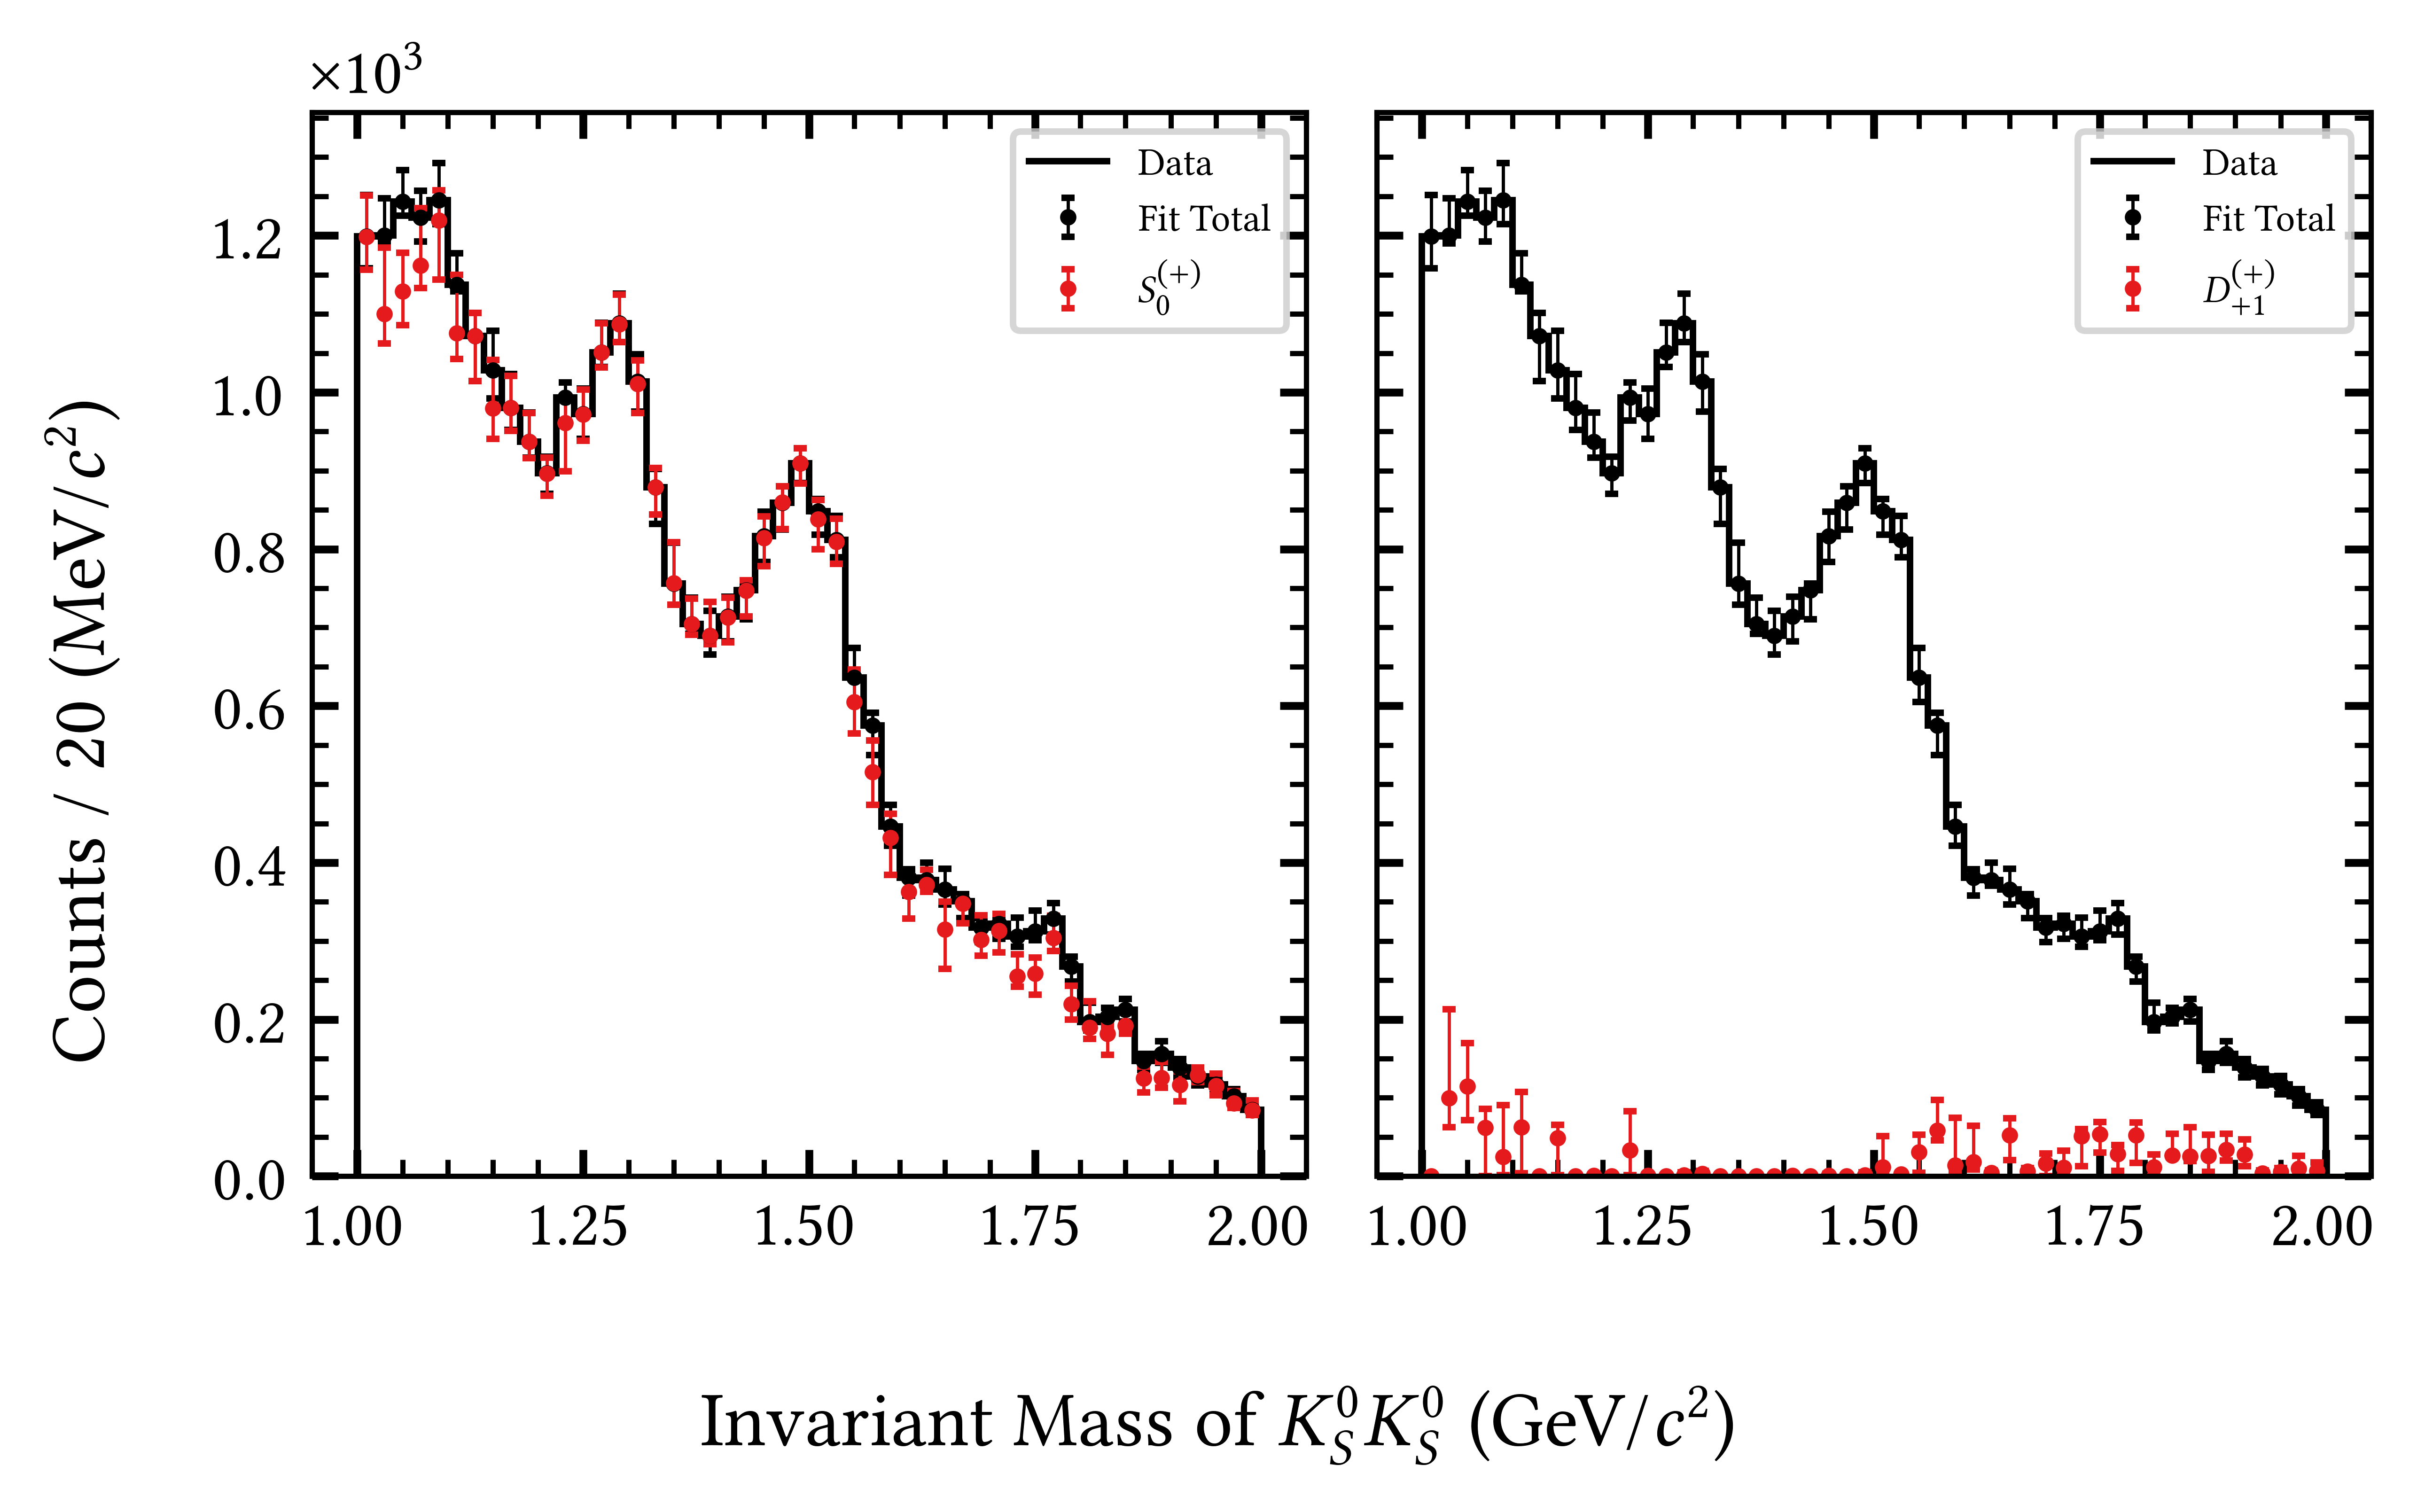 ×10³
Counts / 20 (MeV/c²)
1.2
1.0
0.8
0.6
0.4
0.2
0.0
Data
Fit Total
S₀⁽⁺⁾
1.00 1.25 1.50 1.75 2.00
Data
Fit Total
D₊₁⁽⁺⁾
1.00 1.25 1.50 1.75 2.00
Invariant Mass of K⁰_S K⁰_S (GeV/c²)